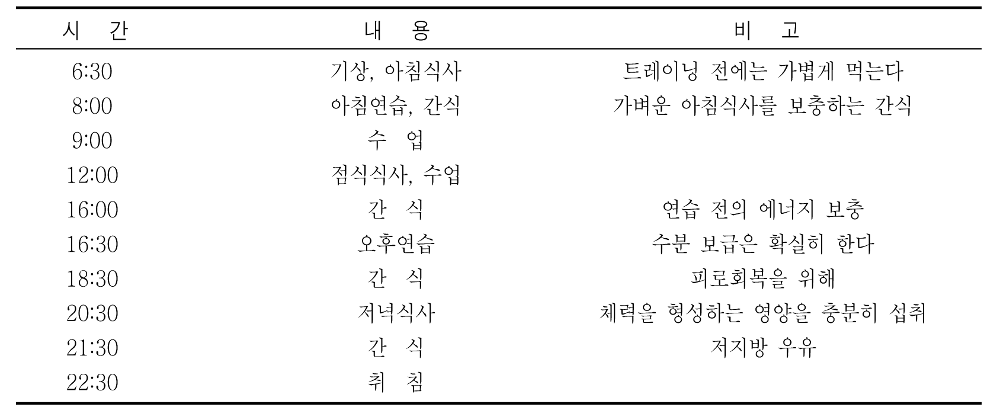 시 간 내 용 비 고
6:30 기상, 아침식사 트레이닝 전에는 가볍게 먹는다
8:00 아침연습, 간식 가벼운 아침식사를 보충하는 간식
9:00 수 업
12:00 점식식사, 수업
16:00 간 식 연습 전의 에너지 보충
16:30 오후연습 수분 보급은 확실히 한다
18:30 간 식 피로회복을 위해
20:30 저녁식사 체력을 형성하는 영양을 충분히 섭취
21:30 간 식 저지방 우유
22:30 취 침